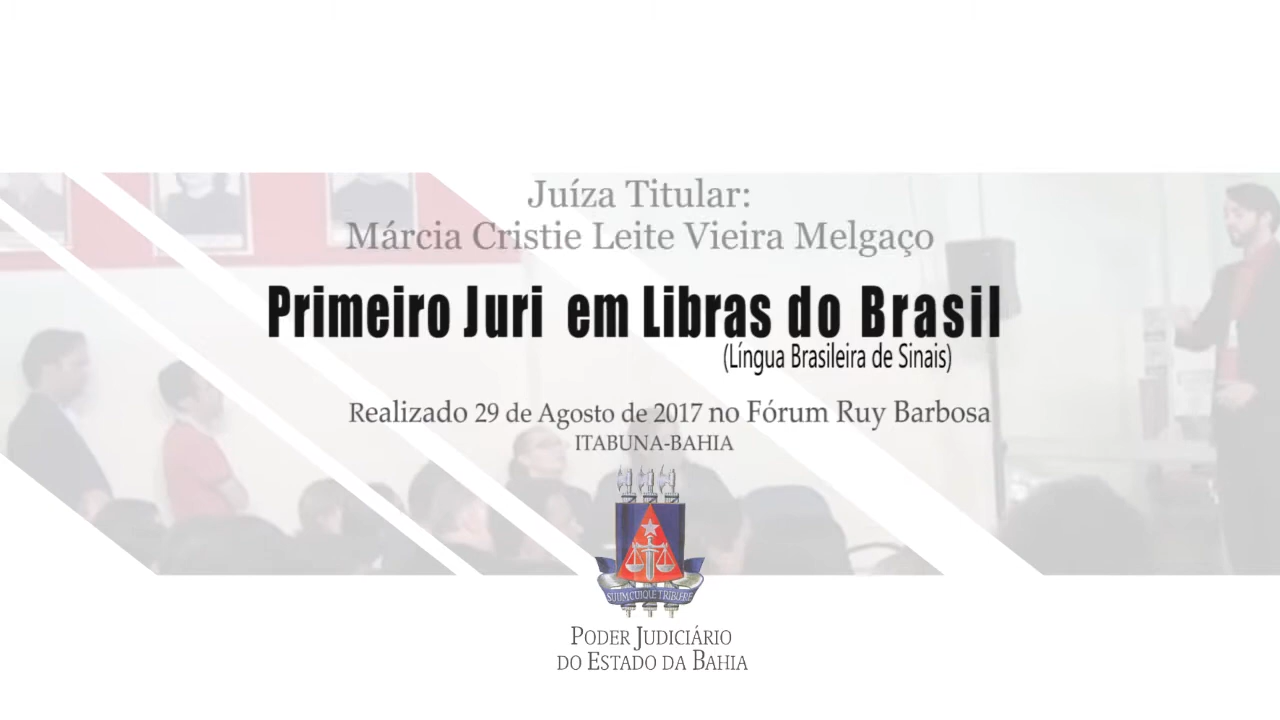 Juíza Titular:
Márcia Cristie Leite Vieira Melgaço
Primeiro Juri em Libras do Brasil
(Língua Brasileira de Sinais)
Realizado 29 de Agosto de 2017 no Fórum Ruy Barbosa
ITABUNA-BAHIA
SUUM CUIQUE TRIBUERE
PODER JUDICIÁRIO
DO ESTADO DA BAHIA